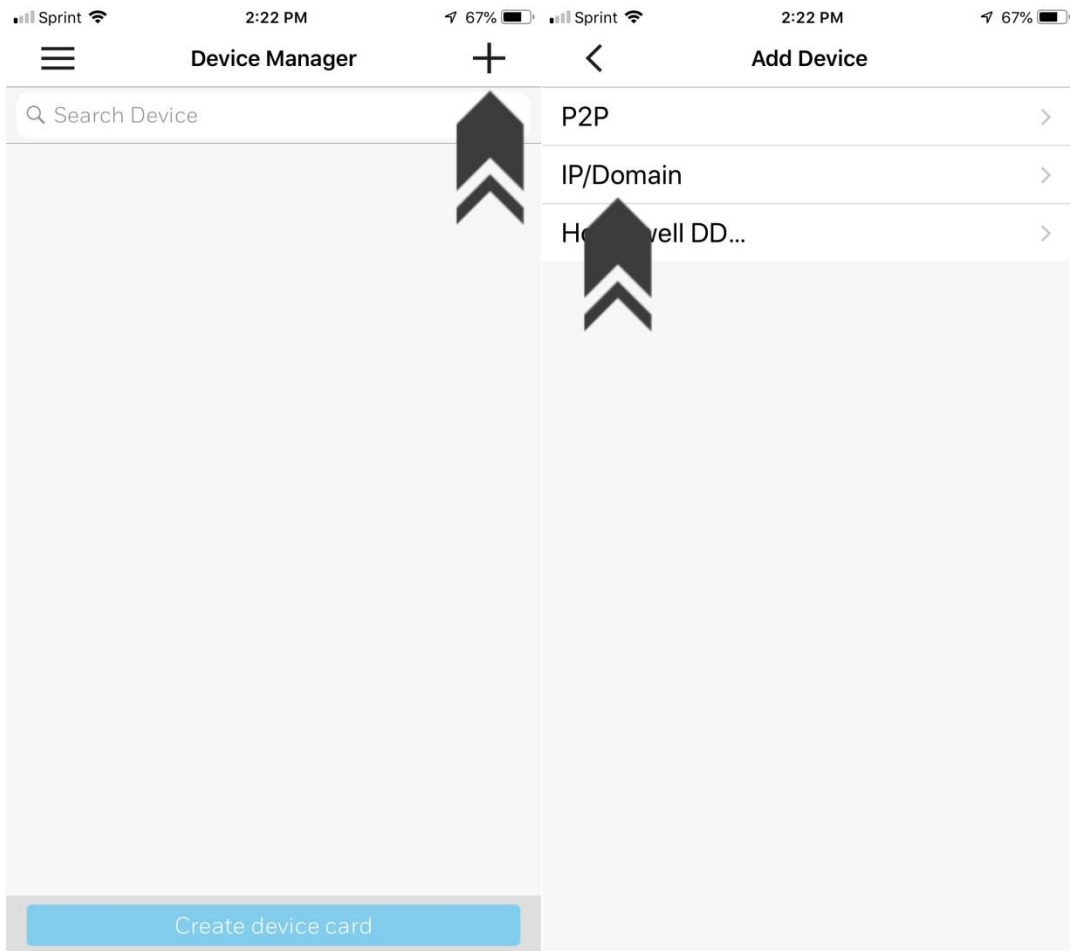 Sprint 2:22 PM 67%
Device Manager
Search Device
Create device card
Sprint 2:22 PM 67%
Add Device
P2P
IP/Domain
DD...